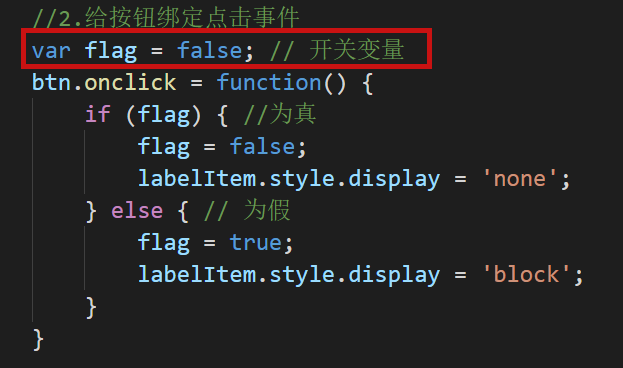 //2.给按钮绑定点击事件
var flag = false; // 开关变量
btn.onclick = function() {
    if (flag) { //为真
        flag = false;
        labelItem.style.display = 'none';
    } else { // 为假
        flag = true;
        labelItem.style.display = 'block';
    }
}